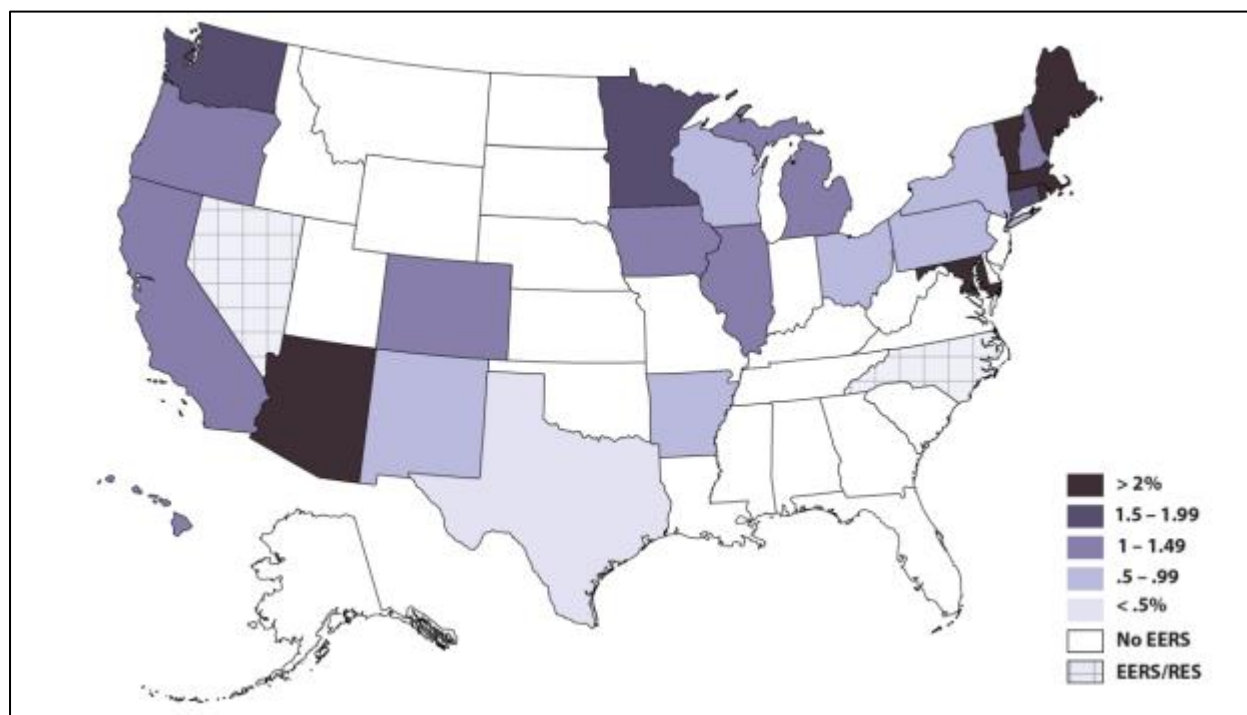 > 2%
1.5 – 1.99
1 – 1.49
.5 – .99
< .5%
No EERS
EERS/RES